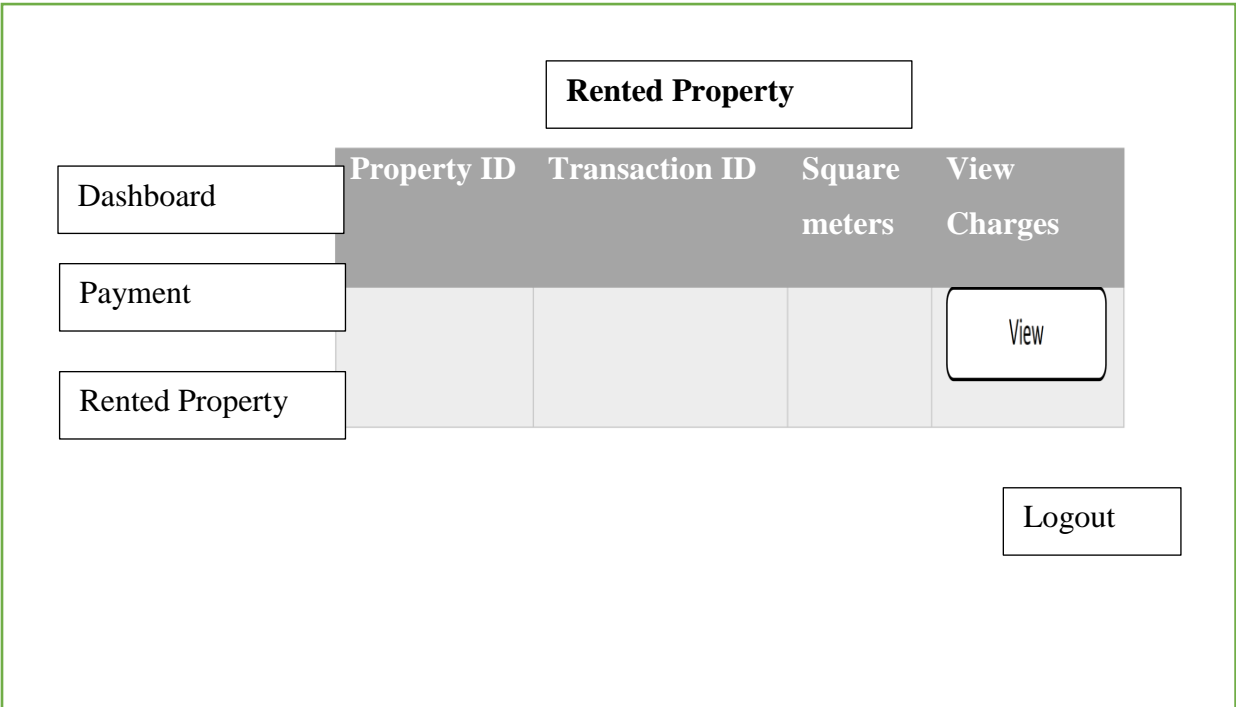 Rented Property
Property ID Transaction ID Square meters View Charges
Dashboard
Payment
View
Rented Property
Logout